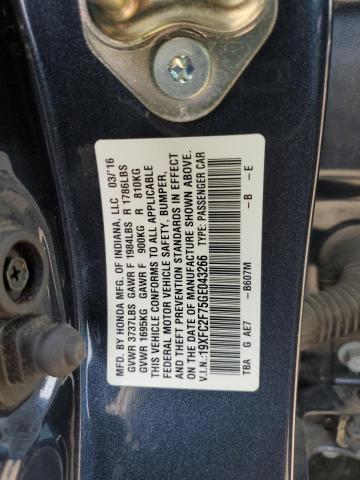 MFD. BY HONDA MFG. OF INDIANA, LLC 03/16
GVWR 3737LBS GAWR F 1984LBS R 1786LBS
GVWR 1695KG GAWR F 900KG R 810KG
THIS VEHICLE CONFORMS TO ALL APPLICABLE
FEDERAL MOTOR VEHICLE SAFETY, BUMPER,
AND THEFT PREVENTION STANDARDS IN EFFECT
ON THE DATE OF MANUFACTURE SHOWN ABOVE.
V.I.N.:19XFC2F75GE043266 TYPE: PASSENGER CAR
TBA G AE7 -B607M -B -E